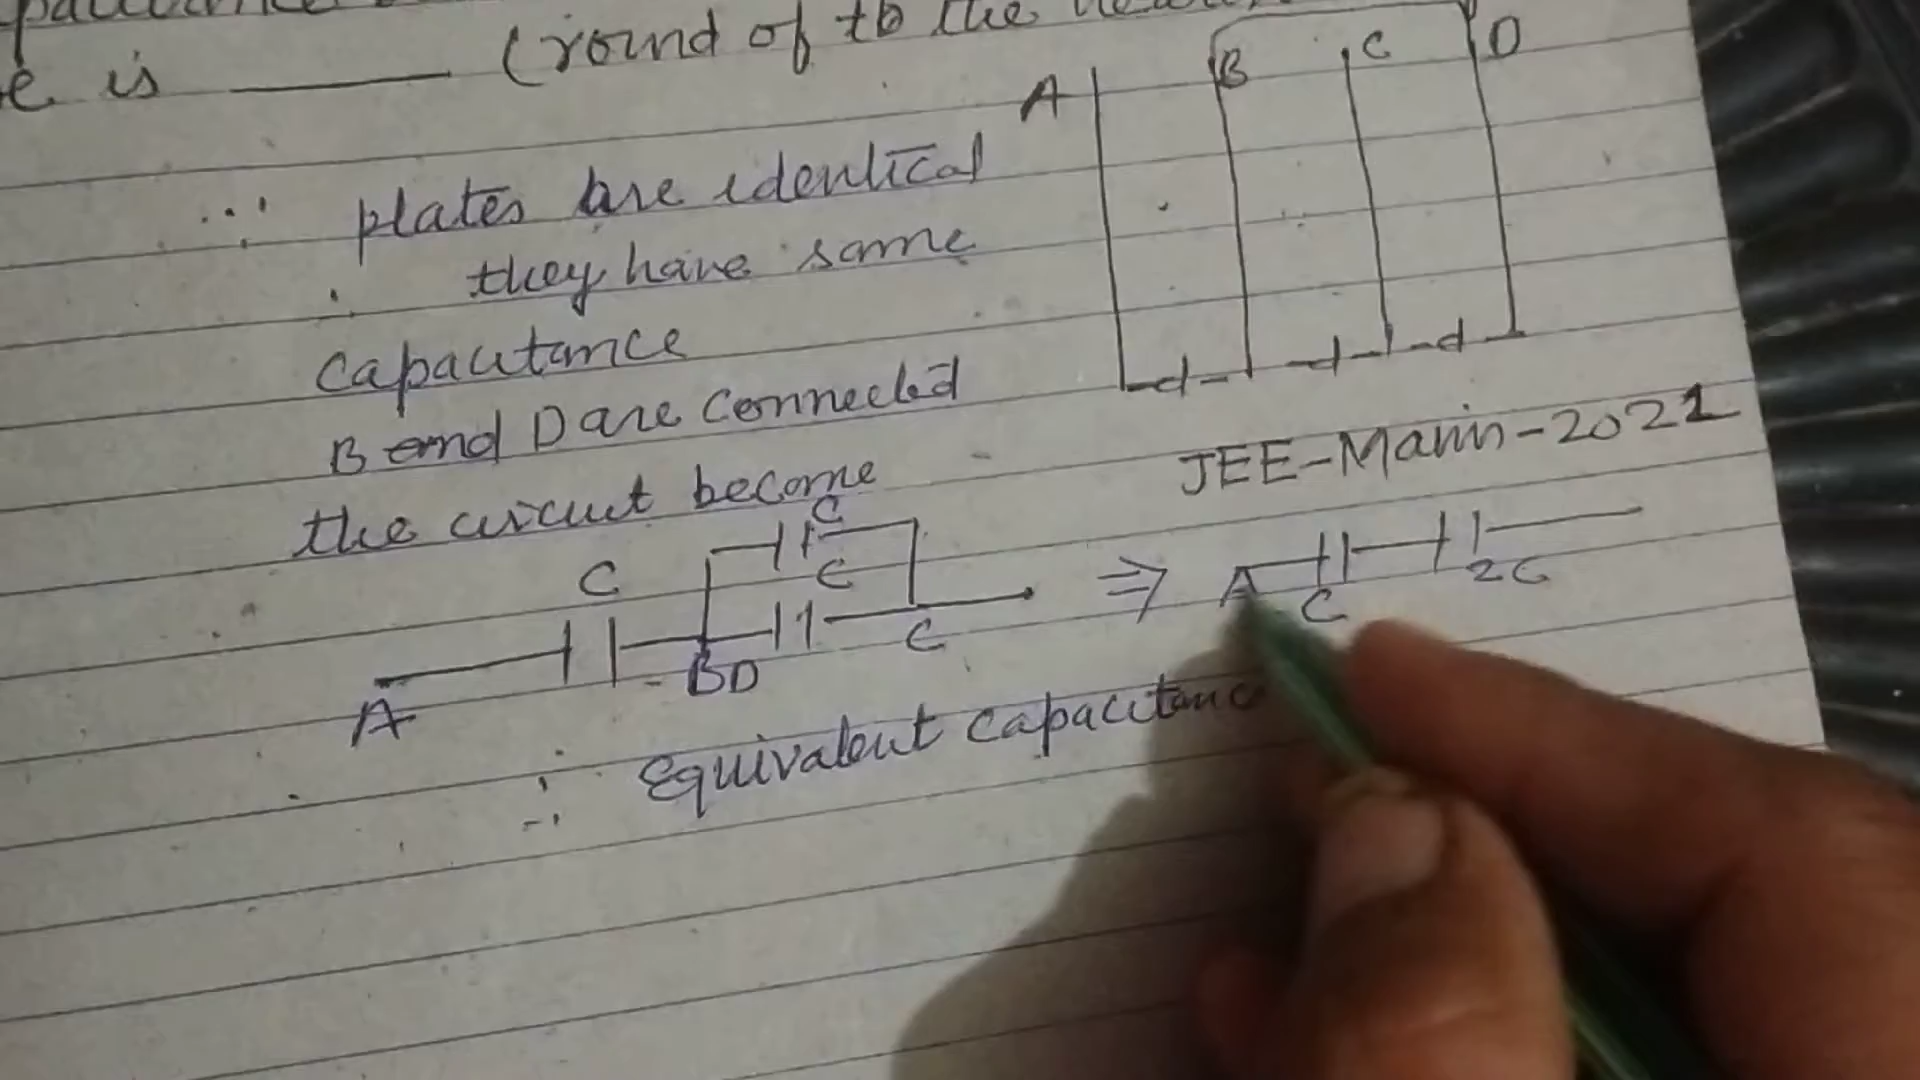 e is ______ (round of to the
A B C D
∵ plates are identical
they have same
capacitance
d d d
B and D are connected
JEE-Main-2021
the circuit become
C
C C
C
A BD
⇒ A C 2C
∴ Equivalent capacitanc